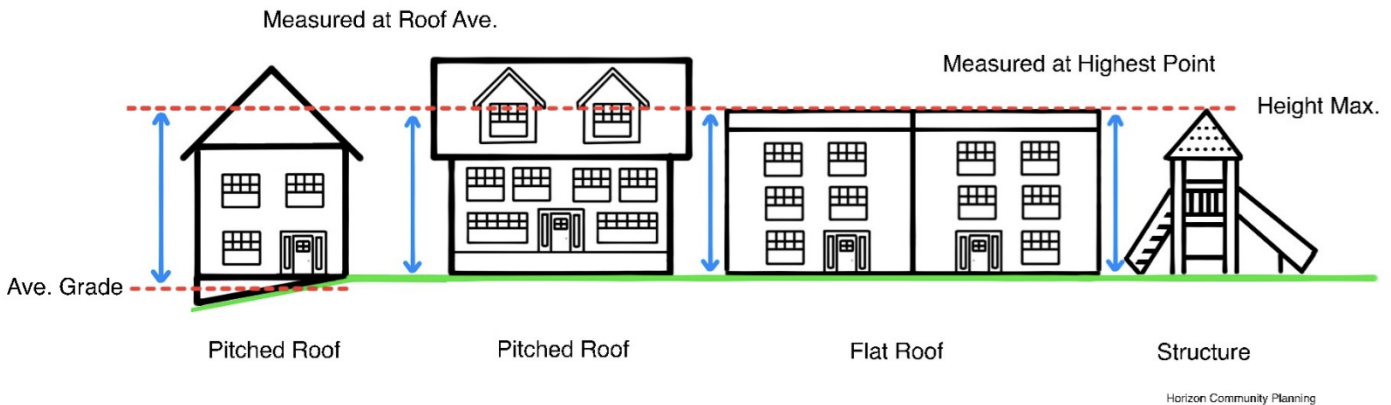 Measured at Roof Ave.
Measured at Highest Point
Height Max.
Ave. Grade
Pitched Roof
Pitched Roof
Flat Roof
Structure
Horizon Community Planning